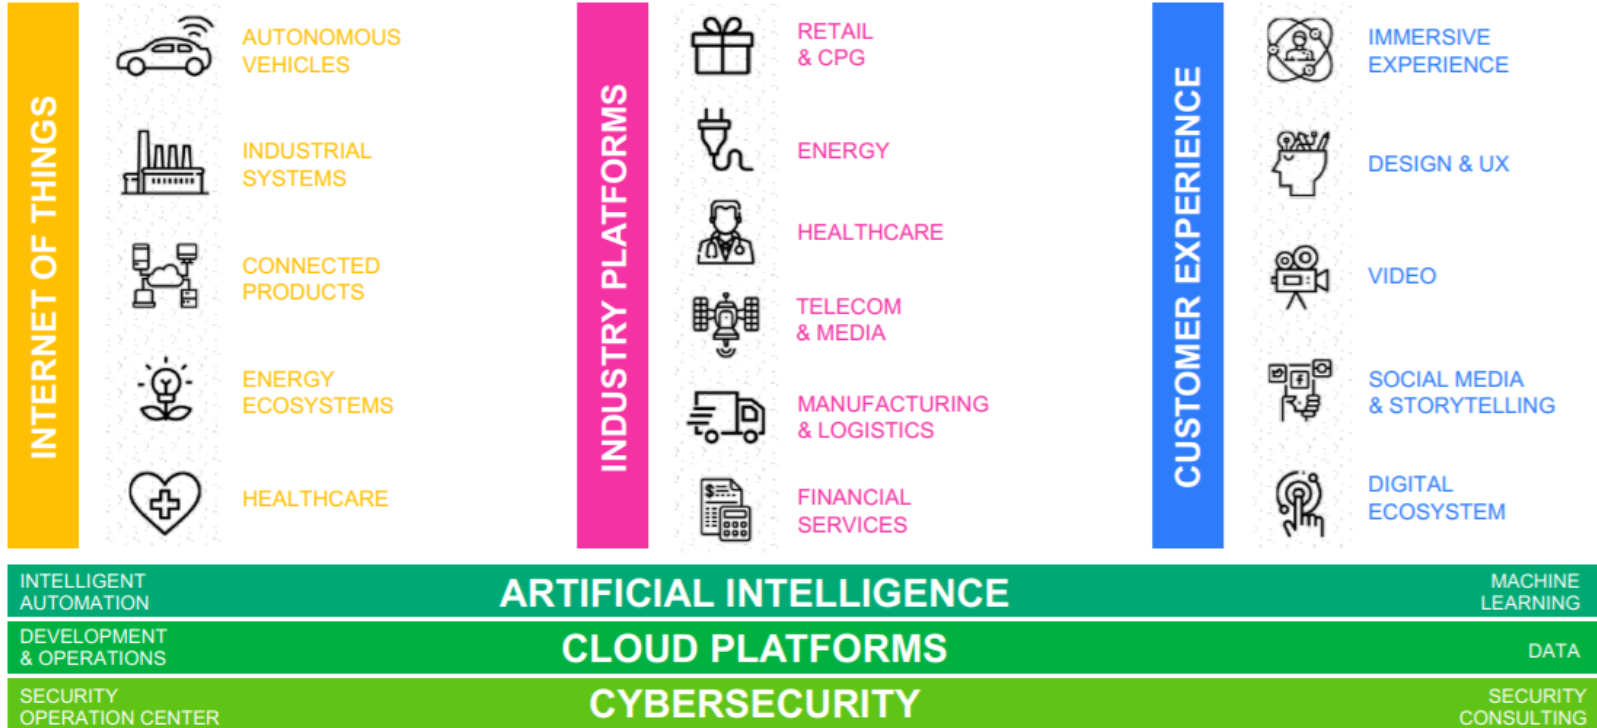 INTERNET OF THINGS
AUTONOMOUS
VEHICLES
INDUSTRIAL
SYSTEMS
CONNECTED
PRODUCTS
ENERGY
ECOSYSTEMS
HEALTHCARE
INDUSTRY PLATFORMS
RETAIL
& CPG
ENERGY
HEALTHCARE
TELECOM
& MEDIA
MANUFACTURING
& LOGISTICS
FINANCIAL
SERVICES
CUSTOMER EXPERIENCE
IMMERSIVE
EXPERIENCE
DESIGN & UX
VIDEO
SOCIAL MEDIA
& STORYTELLING
DIGITAL
ECOSYSTEM
INTELLIGENT
AUTOMATION
ARTIFICIAL INTELLIGENCE
MACHINE
LEARNING
DEVELOPMENT
& OPERATIONS
CLOUD PLATFORMS
DATA
SECURITY
OPERATION CENTER
CYBERSECURITY
SECURITY
CONSULTING